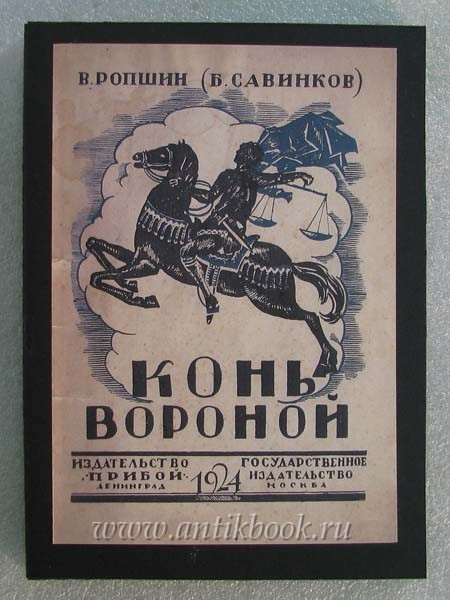 В. РОПШИН (Б. САВИНКОВ)
КОНЬ
ВОРОНОЙ
ИЗДАТЕЛЬСТВО
"ПРИБОЙ"
ЛЕНИНГРАД
1924
ГОСУДАРСТВЕННОЕ
ИЗДАТЕЛЬСТВО
МОСКВА
www.antikbook.ru